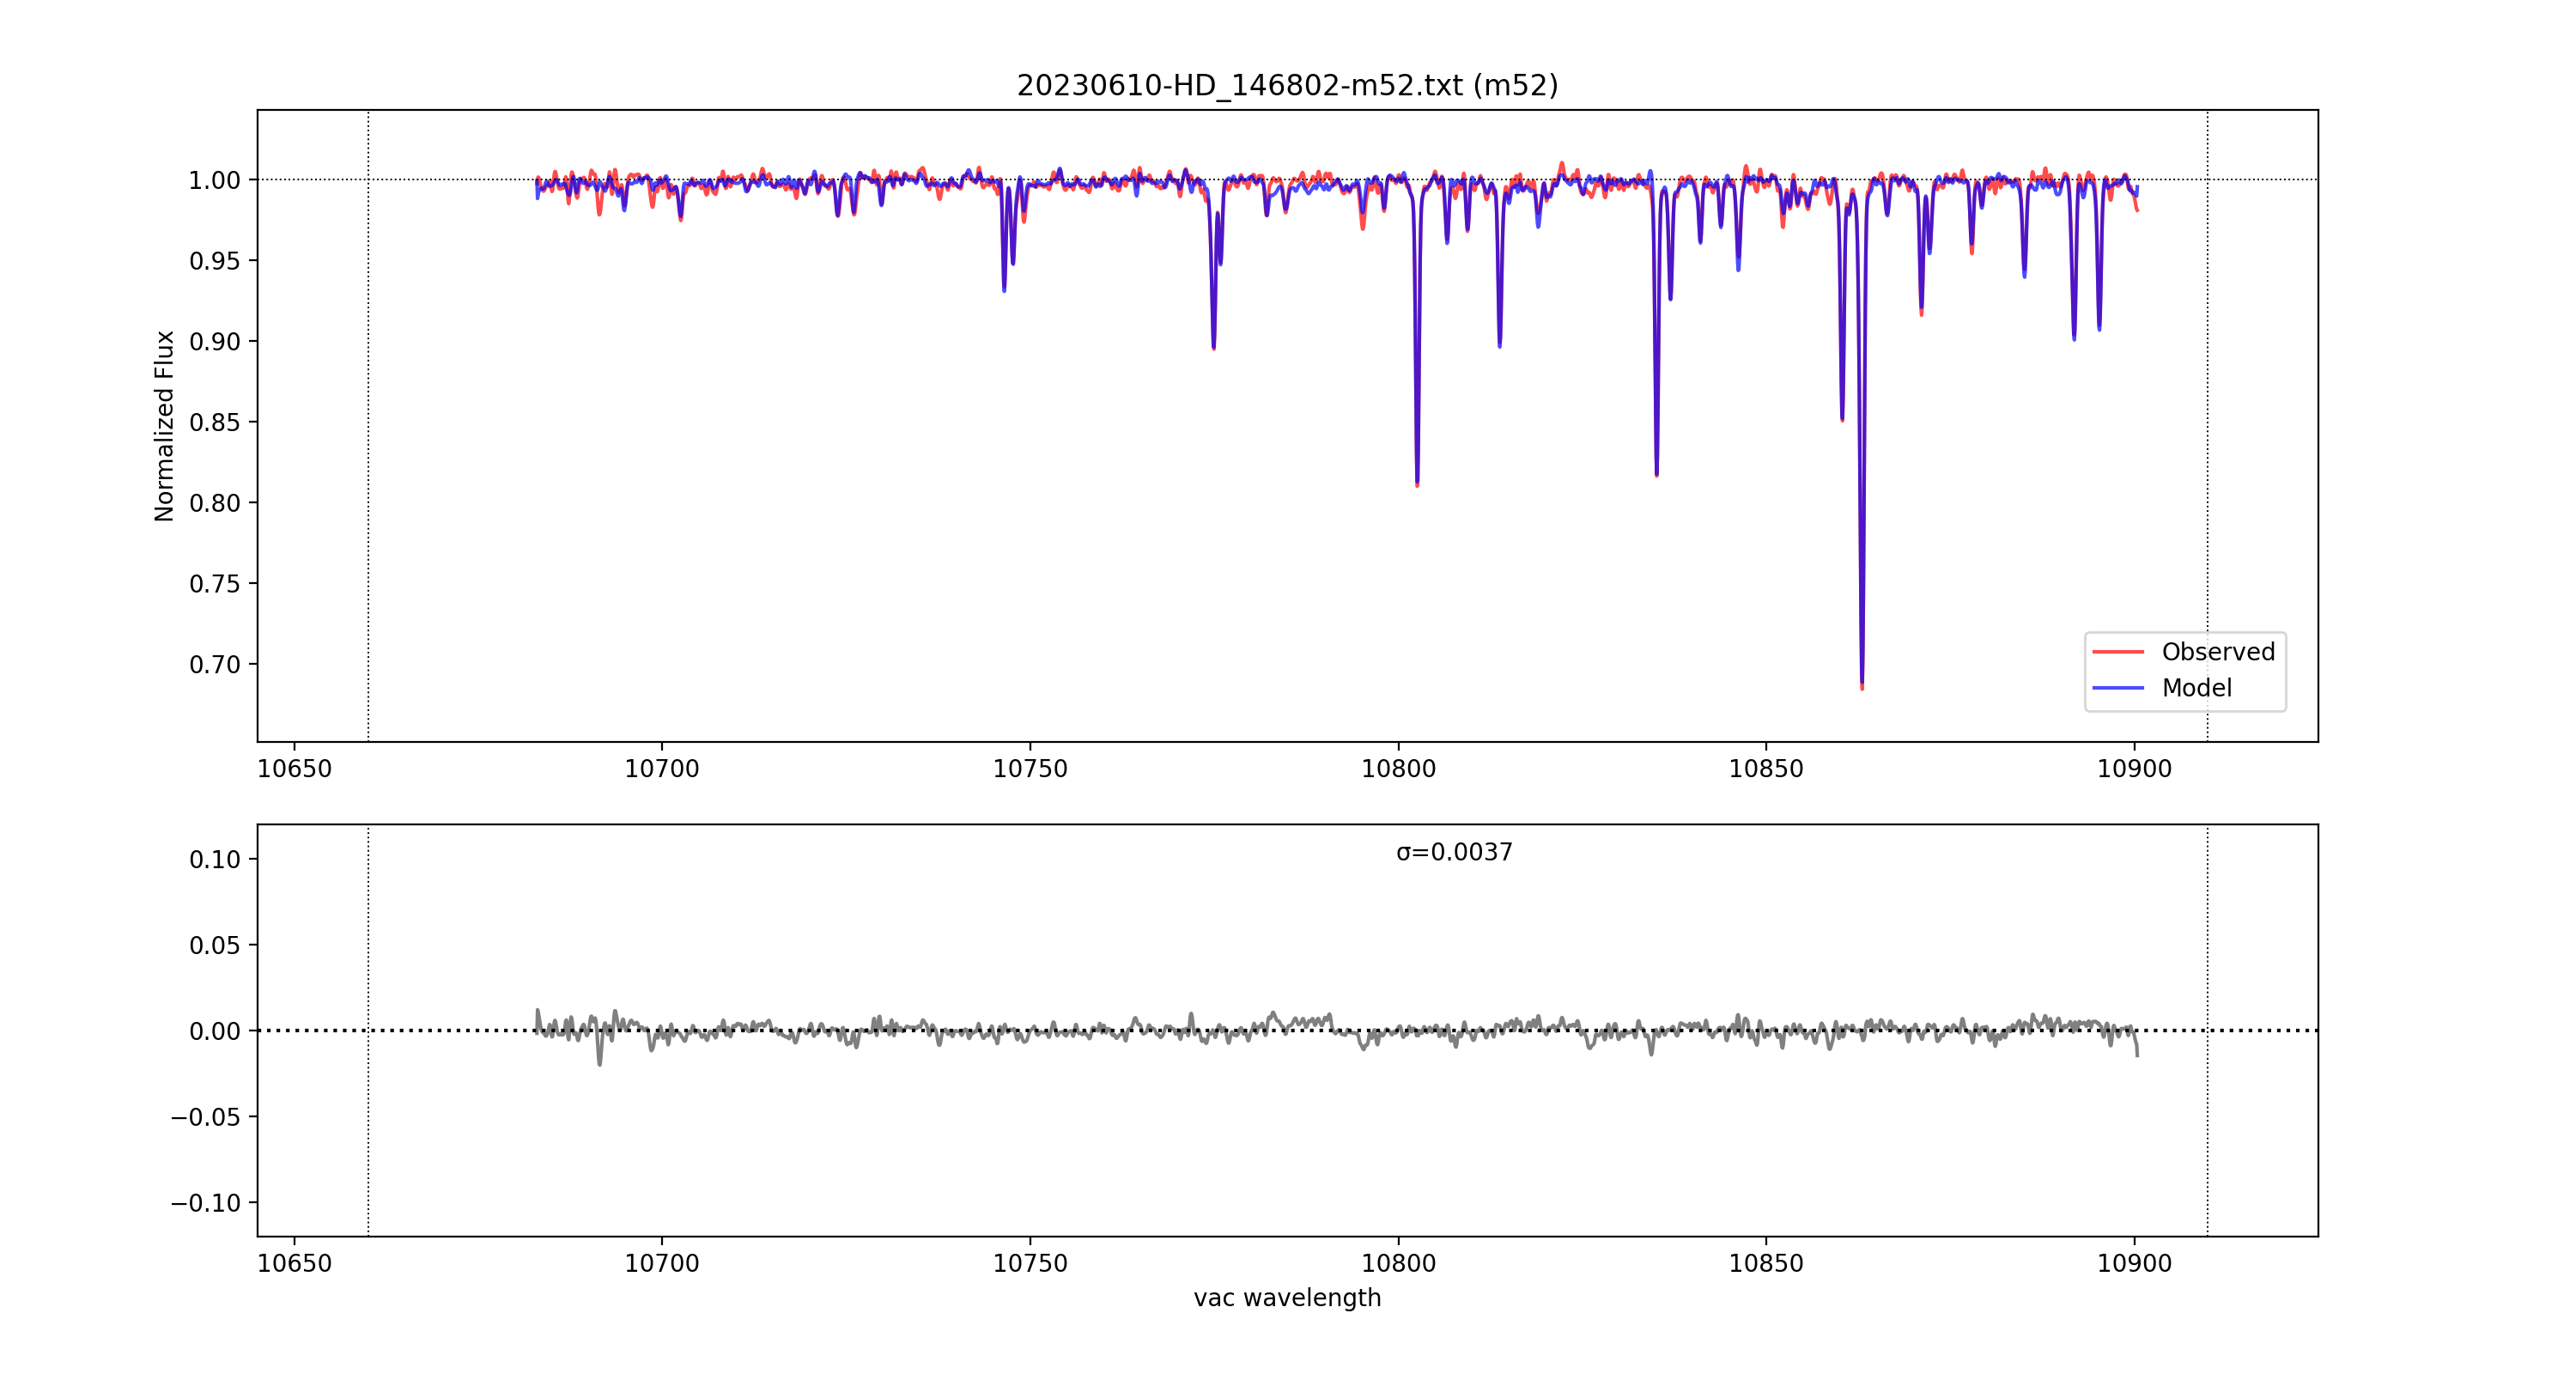 20230610-HD_146802-m52.txt (m52)
Normalized Flux
1.00
0.95
0.90
0.85
0.80
0.75
0.70
Observed
Model
10650 10700 10750 10800 10850 10900
σ=0.0037
0.10
0.05
0.00
−0.05
−0.10
10650 10700 10750 10800 10850 10900
vac wavelength